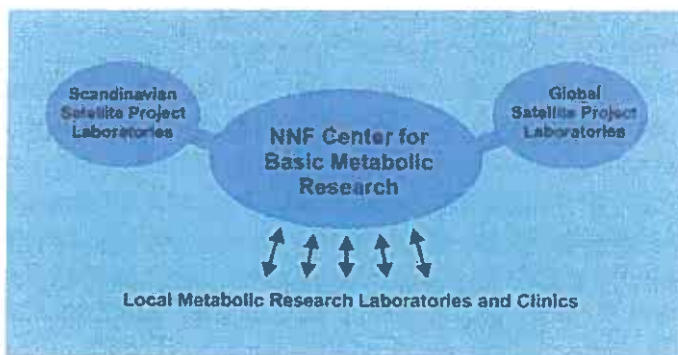 Scandinavian
Satellite Project
Laboratories
Global
Satellite Project
Laboratories
NNF Center for
Basic Metabolic
Research
Local Metabolic Research Laboratories and Clinics